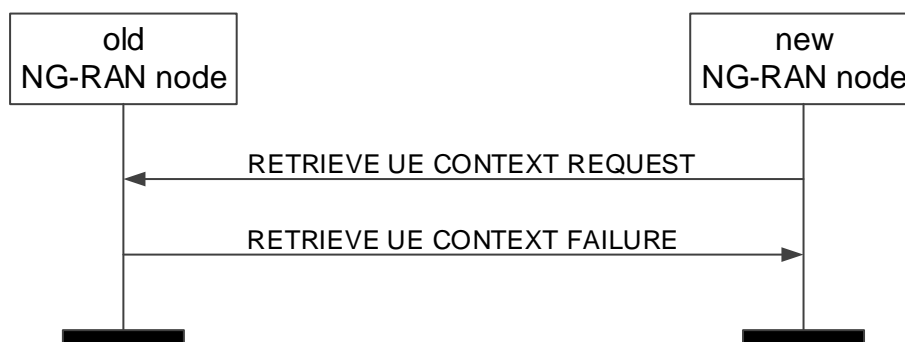 old
NG-RAN node
new
NG-RAN node
RETRIEVE UE CONTEXT REQUEST
RETRIEVE UE CONTEXT FAILURE